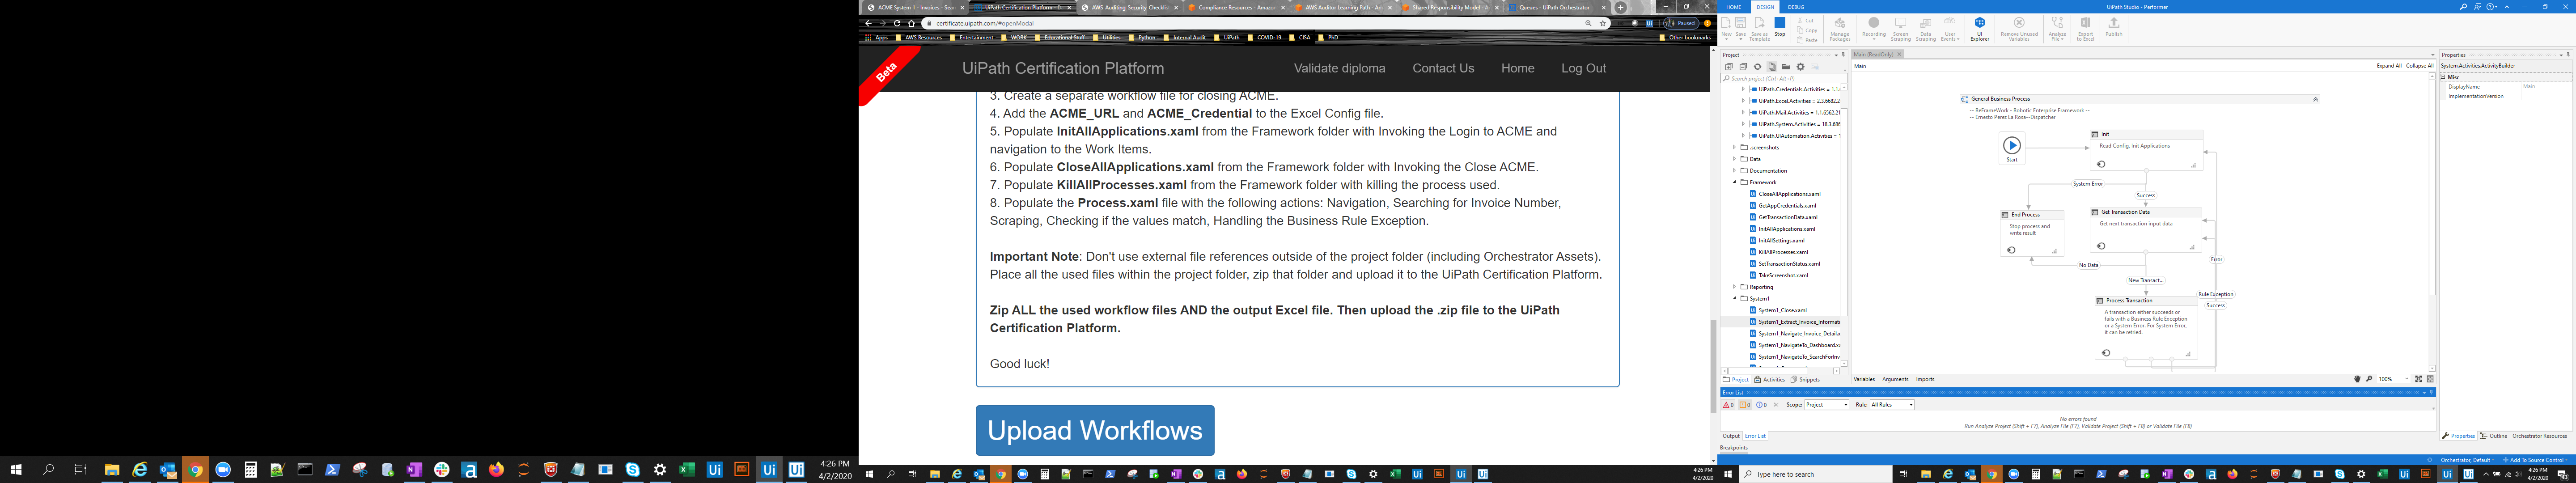 4:26 PM
4/2/2020
ACME System 1 - Invoices - Sear
UiPath Certification Platform - Da
AWS_Auditing_Security_Checklis
Compliance Resources - Amazon
AWS Auditor Learning Path - Am
Shared Responsibility Model - A
Queues - UiPath Orchestrator
certificate.uipath.com/#openModal
Paused
Apps
AWS Resources
Entertainment
WORK
Educational Stuff
Utilities
Python
Internal Audit
UiPath
COVID-19
CISA
PhD
Other bookmarks
Beta
UiPath Certification Platform
Validate diploma
Contact Us
Home
Log Out
3. Create a separate workflow file for closing ACME.
4. Add the ACME_URL and ACME_Credential to the Excel Config file.
5. Populate InitAllApplications.xaml from the Framework folder with Invoking the Login to ACME and
navigation to the Work Items.
6. Populate CloseAllApplications.xaml from the Framework folder with Invoking the Close ACME.
7. Populate KillAllProcesses.xaml from the Framework folder with killing the process used.
8. Populate the Process.xaml file with the following actions: Navigation, Searching for Invoice Number,
Scraping, Checking if the values match, Handling the Business Rule Exception.
Important Note: Don't use external file references outside of the project folder (including Orchestrator Assets).
Place all the used files within the project folder, zip that folder and upload it to the UiPath Certification Platform.
Zip ALL the used workflow files AND the output Excel file. Then upload the .zip file to the UiPath
Certification Platform.
Good luck!
Upload Workflows
4:26 PM
4/2/2020
HOME
DESIGN
DEBUG
UiPath Studio - Performer
New
Save
Save as
Template
Stop
Cut
Copy
Paste
Manage
Packages
Recording
Screen
Scraping
Data
Scraping
User
Events
UI
Explorer
Remove Unused
Variables
Analyze
File
Export
to Excel
Publish
Project
Search project (Ctrl+Alt+P)
UiPath.Credentials.Activities = 1.1.6
UiPath.Excel.Activities = 2.3.6682.2
UiPath.Mail.Activities = 1.1.6562.21
UiPath.System.Activities = 18.3.686
UiPath.UIAutomation.Activities = 1
.screenshots
Data
Documentation
Framework
CloseAllApplications.xaml
GetAppCredentials.xaml
GetTransactionData.xaml
InitAllApplications.xaml
InitAllSettings.xaml
KillAllProcesses.xaml
SetTransactionStatus.xaml
TakeScreenshot.xaml
Reporting
System1
System1_Close.xaml
System1_Extract_Invoice_Informati
System1_Navigate_Invoice_Detail.x
System1_NavigateTo_Dashboard.xa
System1_NavigateTo_SearchForInv
Project
Activities
Snippets
Main (ReadOnly)
Main
Expand All
Collapse All
General Business Process
-- ReFrameWork - Robotic Enterprise Framework --
-- Ernesto Perez La Rosa--Dispatcher
Start
Init
Read Config, Init Applications
System Error
Success
End Process
Stop process and
write result
Get Transaction Data
Get next transaction input data
No Data
Error
New Transact...
Process Transaction
A transaction either succeeds or
fails with a Business Rule Exception
or a System Error. For System Error,
it can be retried.
Rule Exception
Success
Variables
Arguments
Imports
100%
Properties
System.Activities.ActivityBuilder
Misc
DisplayName
Main
ImplementationVersion
Error List
0
0
0
Scope:
Project
Rule:
All Rules
No errors found
Run Analyze Project (Shift + F7), Analyze File (F7), Validate Project (Shift + F8) or Validate File (F8)
Output
Error List
Breakpoints
Properties
Outline
Orchestrator Resources
Orchestrator, Default
Add To Source Control
Type here to search
4:26 PM
4/2/2020